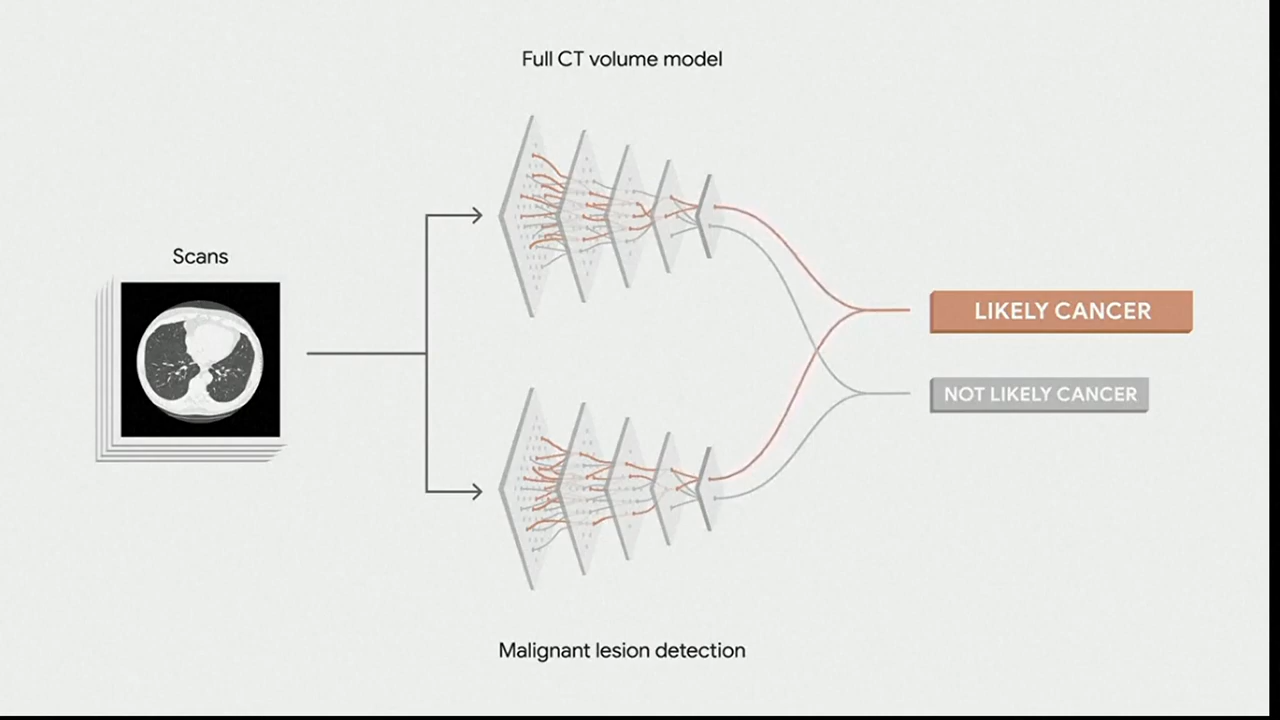 Full CT volume model
Scans
LIKELY CANCER
NOT LIKELY CANCER
Malignant lesion detection